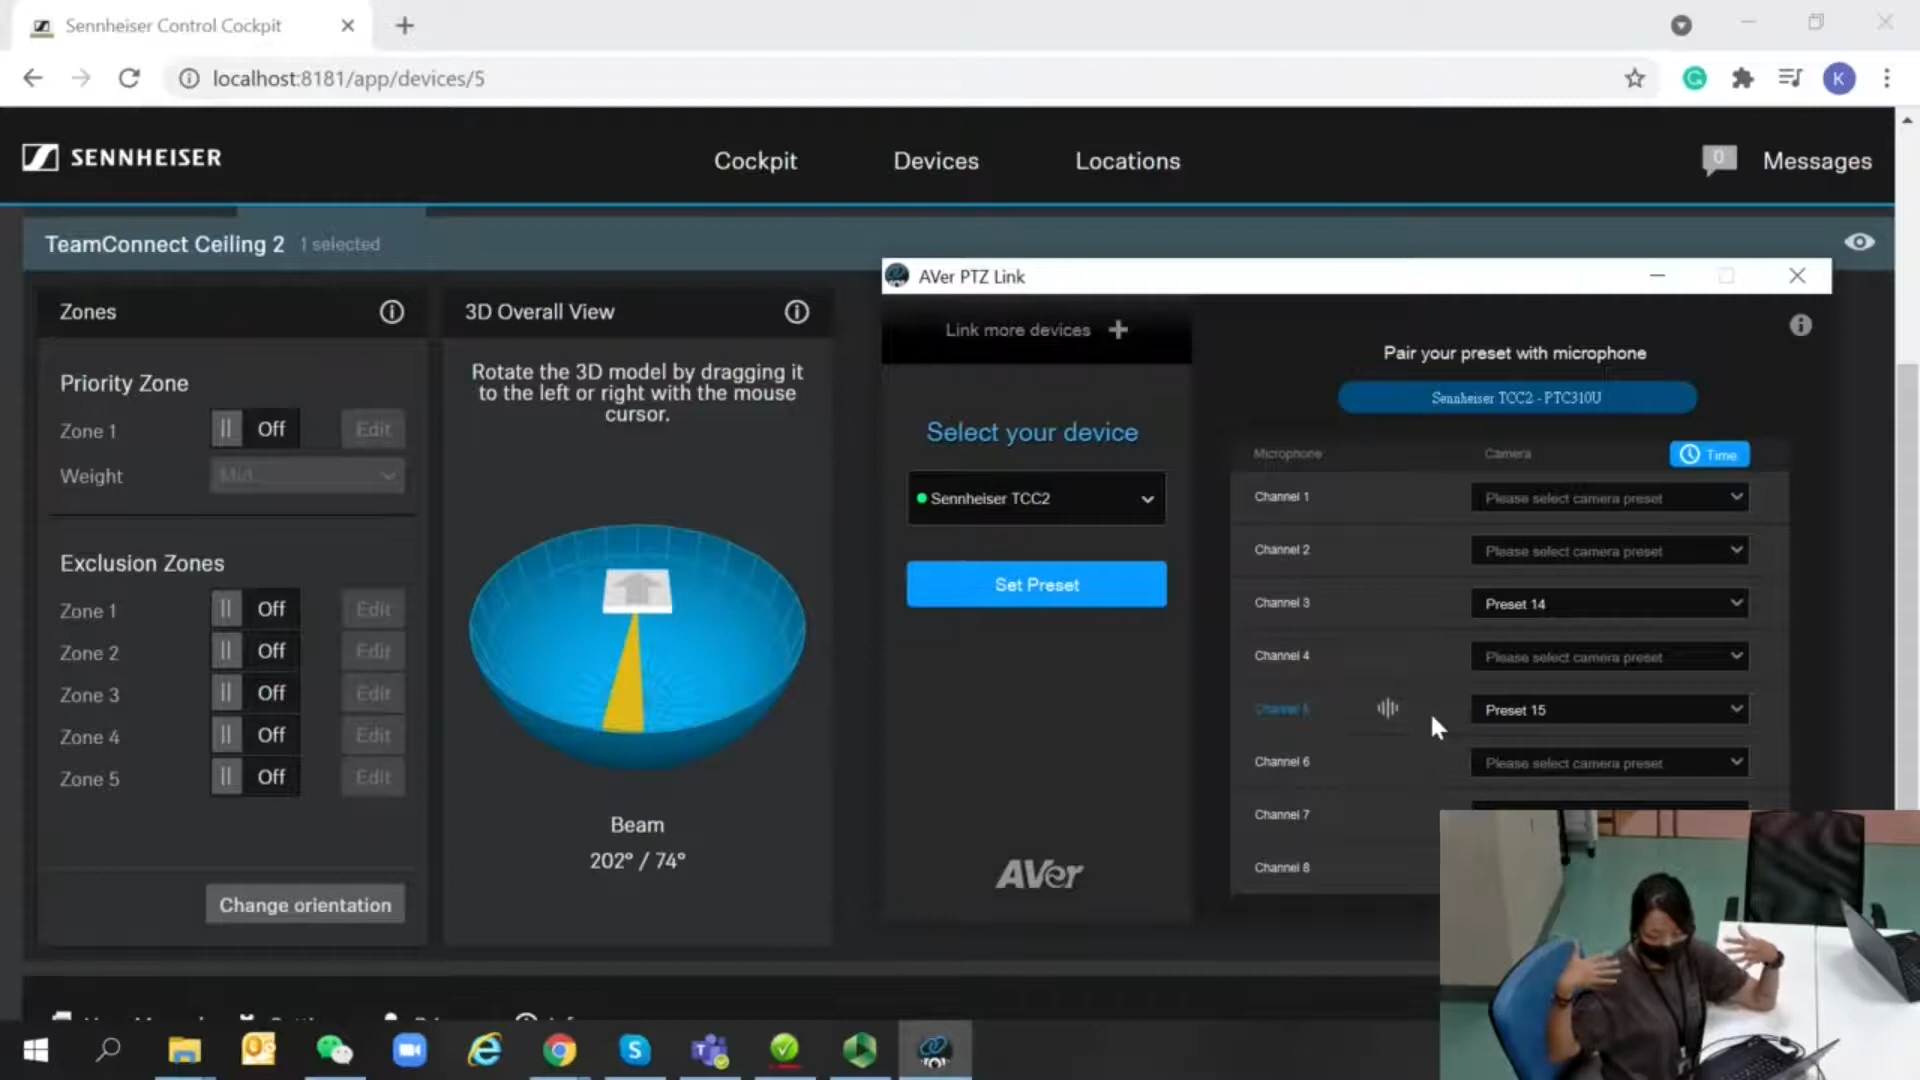 Sennheiser Control Cockpit
localhost:8181/app/devices/5
K
SENNHEISER
Cockpit
Devices
Locations
0
Messages
TeamConnect Ceiling 2
1 selected
Zones
Priority Zone
Zone 1
Off
Edit
Weight
Mid
Exclusion Zones
Zone 1
Off
Edit
Zone 2
Off
Edit
Zone 3
Off
Edit
Zone 4
Off
Edit
Zone 5
Off
Edit
Change orientation
3D Overall View
Rotate the 3D model by dragging it
to the left or right with the mouse
cursor.
Beam
202° / 74°
AVer PTZ Link
Link more devices +
Select your device
Sennheiser TCC2
Set Preset
AVer
Pair your preset with microphone
Sennheiser TCC2 - PTC310U
Microphone
Camera
Time
Channel 1
Please select camera preset
Channel 2
Please select camera preset
Channel 3
Preset 14
Channel 4
Please select camera preset
Channel 5
Preset 15
Channel 6
Please select camera preset
Channel 7
Channel 8